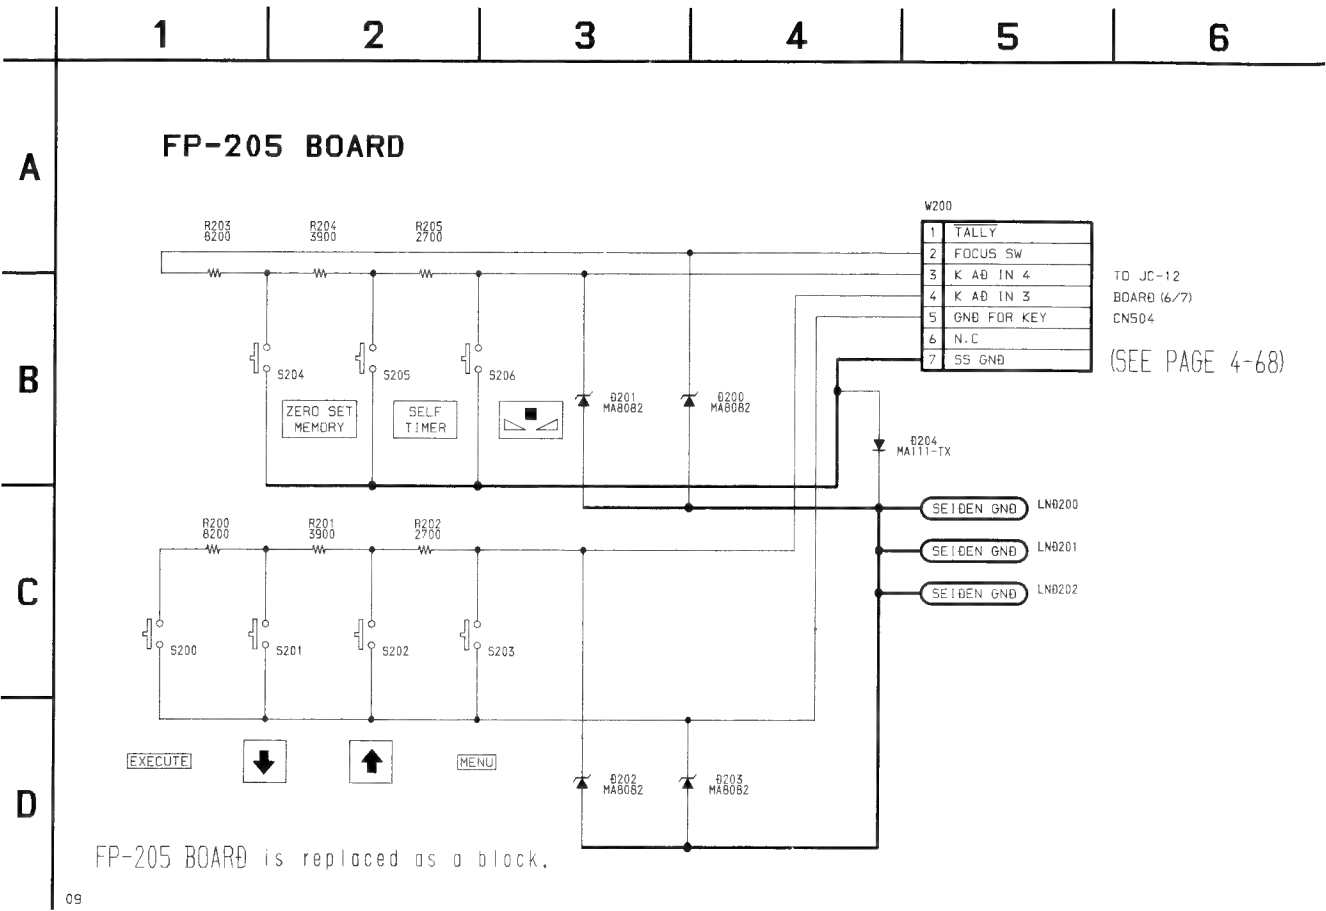 1 2 3 4 5 6
A
B
C
D
FP-205 BOARD
R203
8200
R204
3900
R205
2700
W200
1 TALLY
2 FOCUS SW
3 K AD IN 4
4 K AD IN 3
5 GND FOR KEY
6 N.C
7 SS GND
TO JC-12
BOARD (6/7)
CN504
(SEE PAGE 4-68)
S204
S205
S206
ZERO SET
MEMORY
SELF
TIMER
D201
MA8082
D200
MA8082
D204
MA111-TX
SEIDEN GND LND200
SEIDEN GND LND201
SEIDEN GND LND202
R200
8200
R201
3900
R202
2700
S200
S201
S202
S203
EXECUTE
MENU
D202
MA8082
D203
MA8082
FP-205 BOARD is replaced as a block.
09